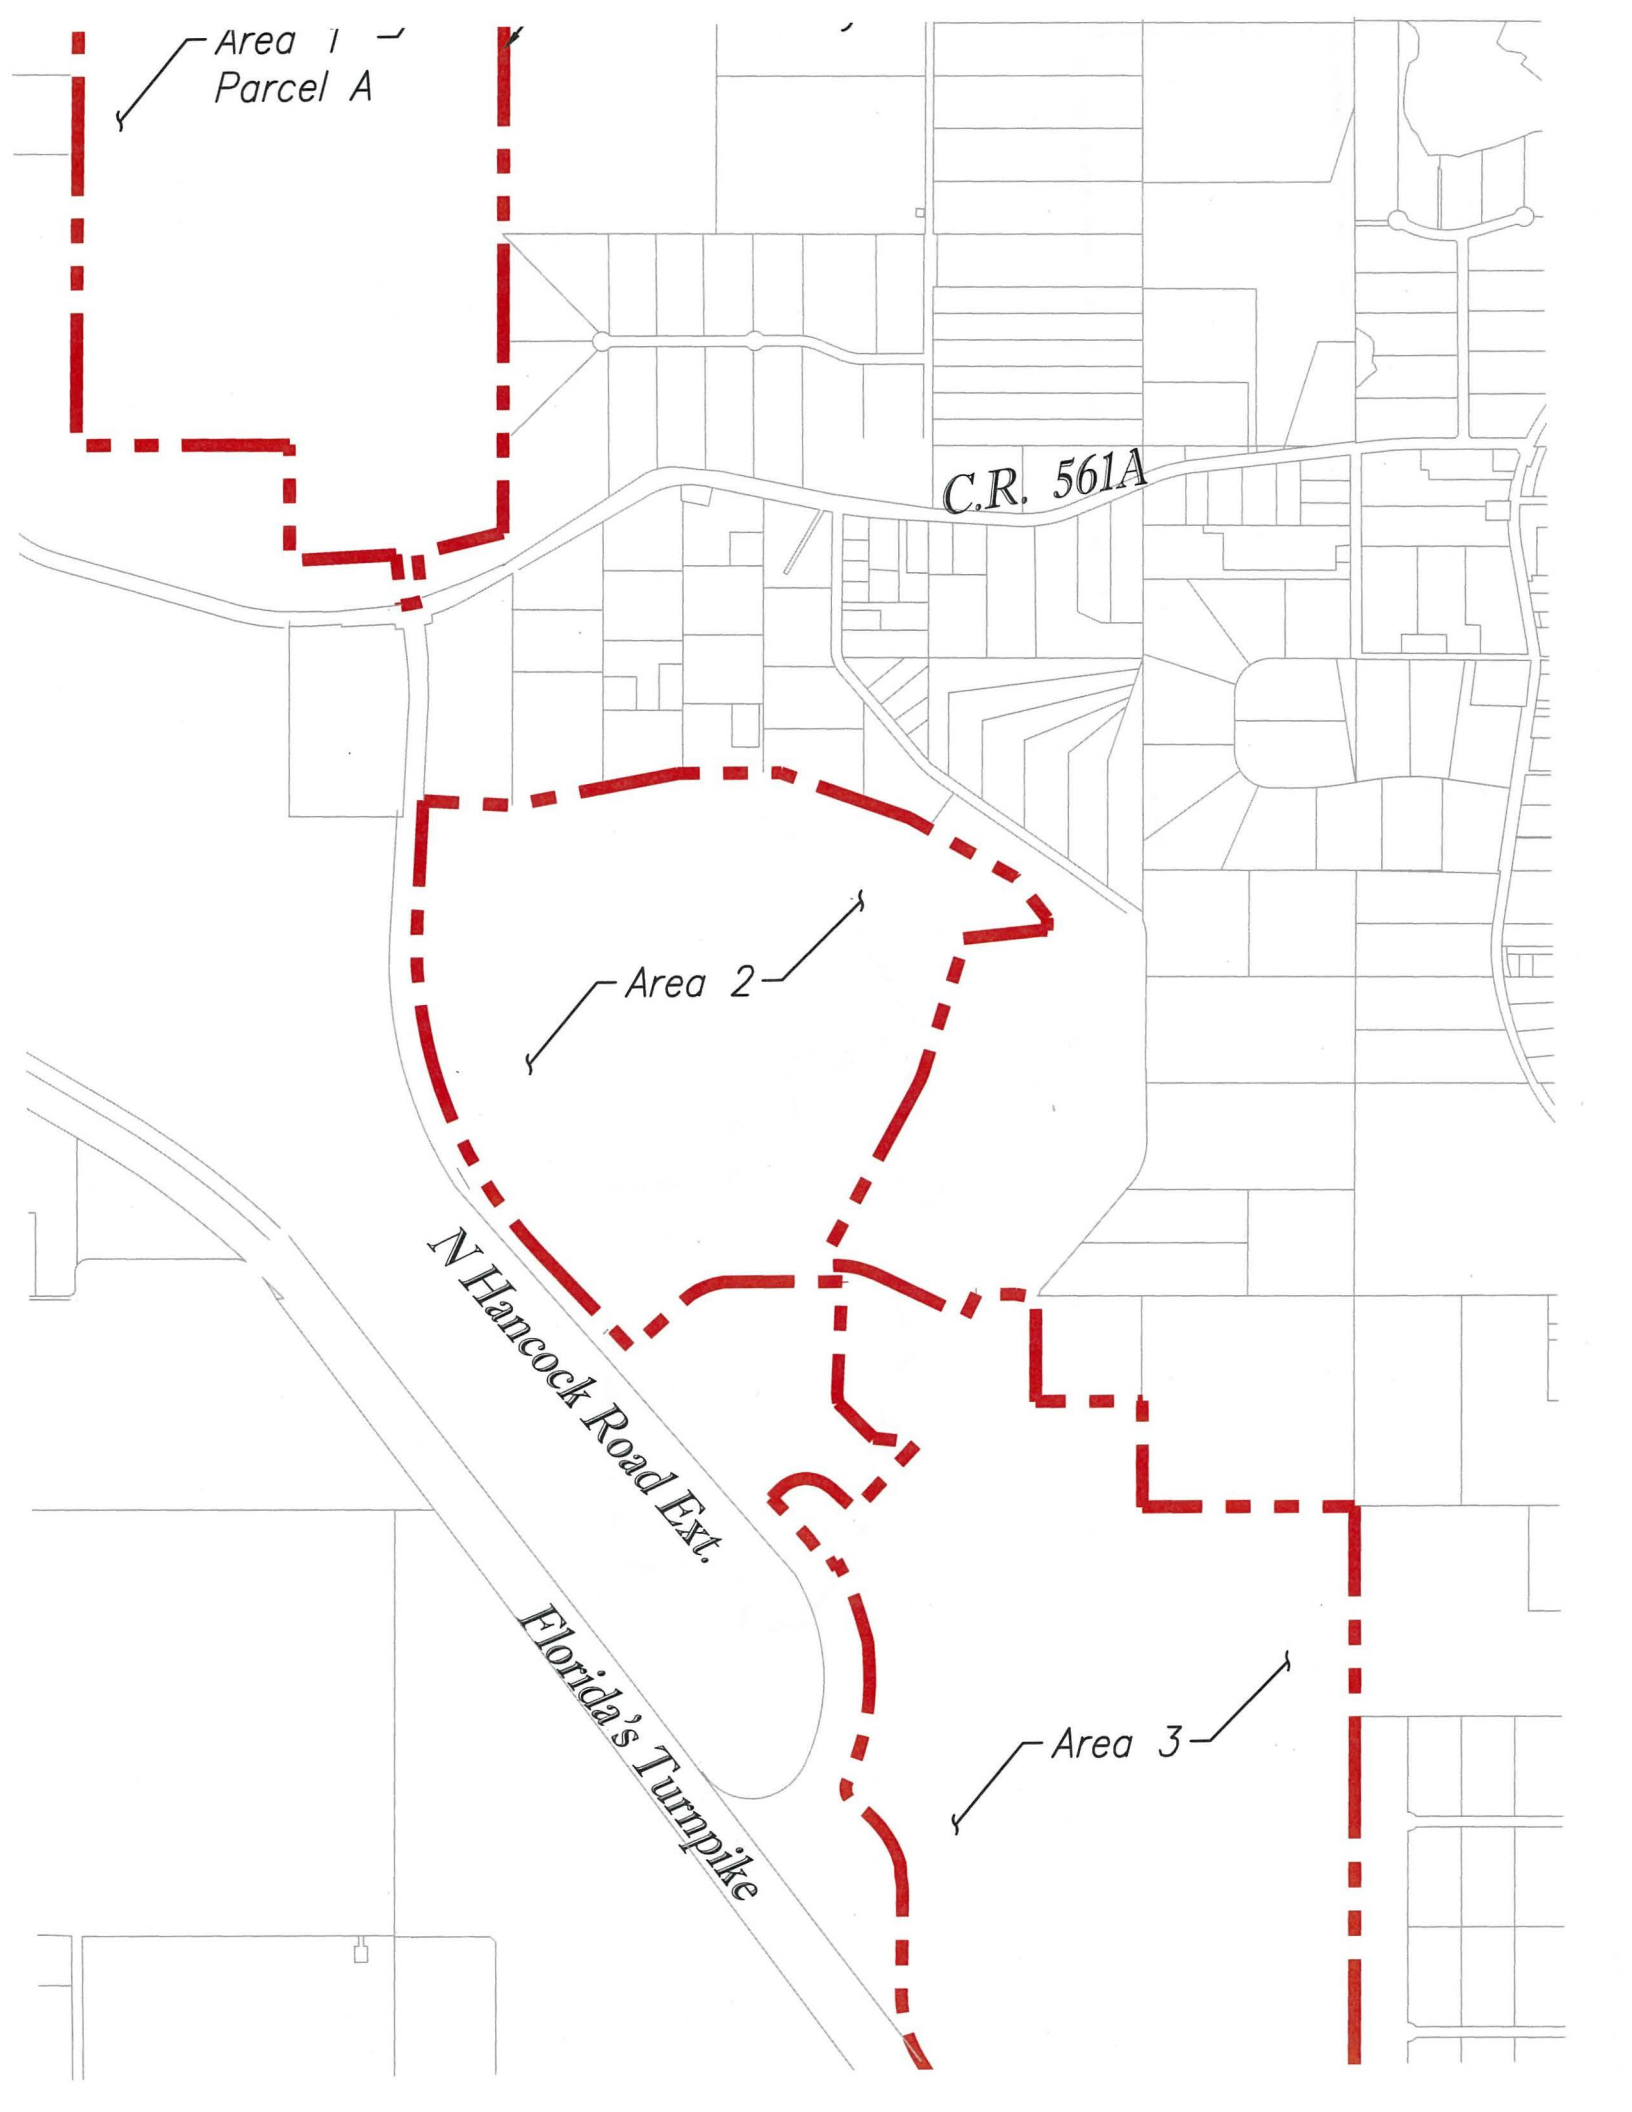 Area 1
Parcel A
C.R. 561A
Area 2
N Hancock Road Ext.
Florida's Turnpike
Area 3